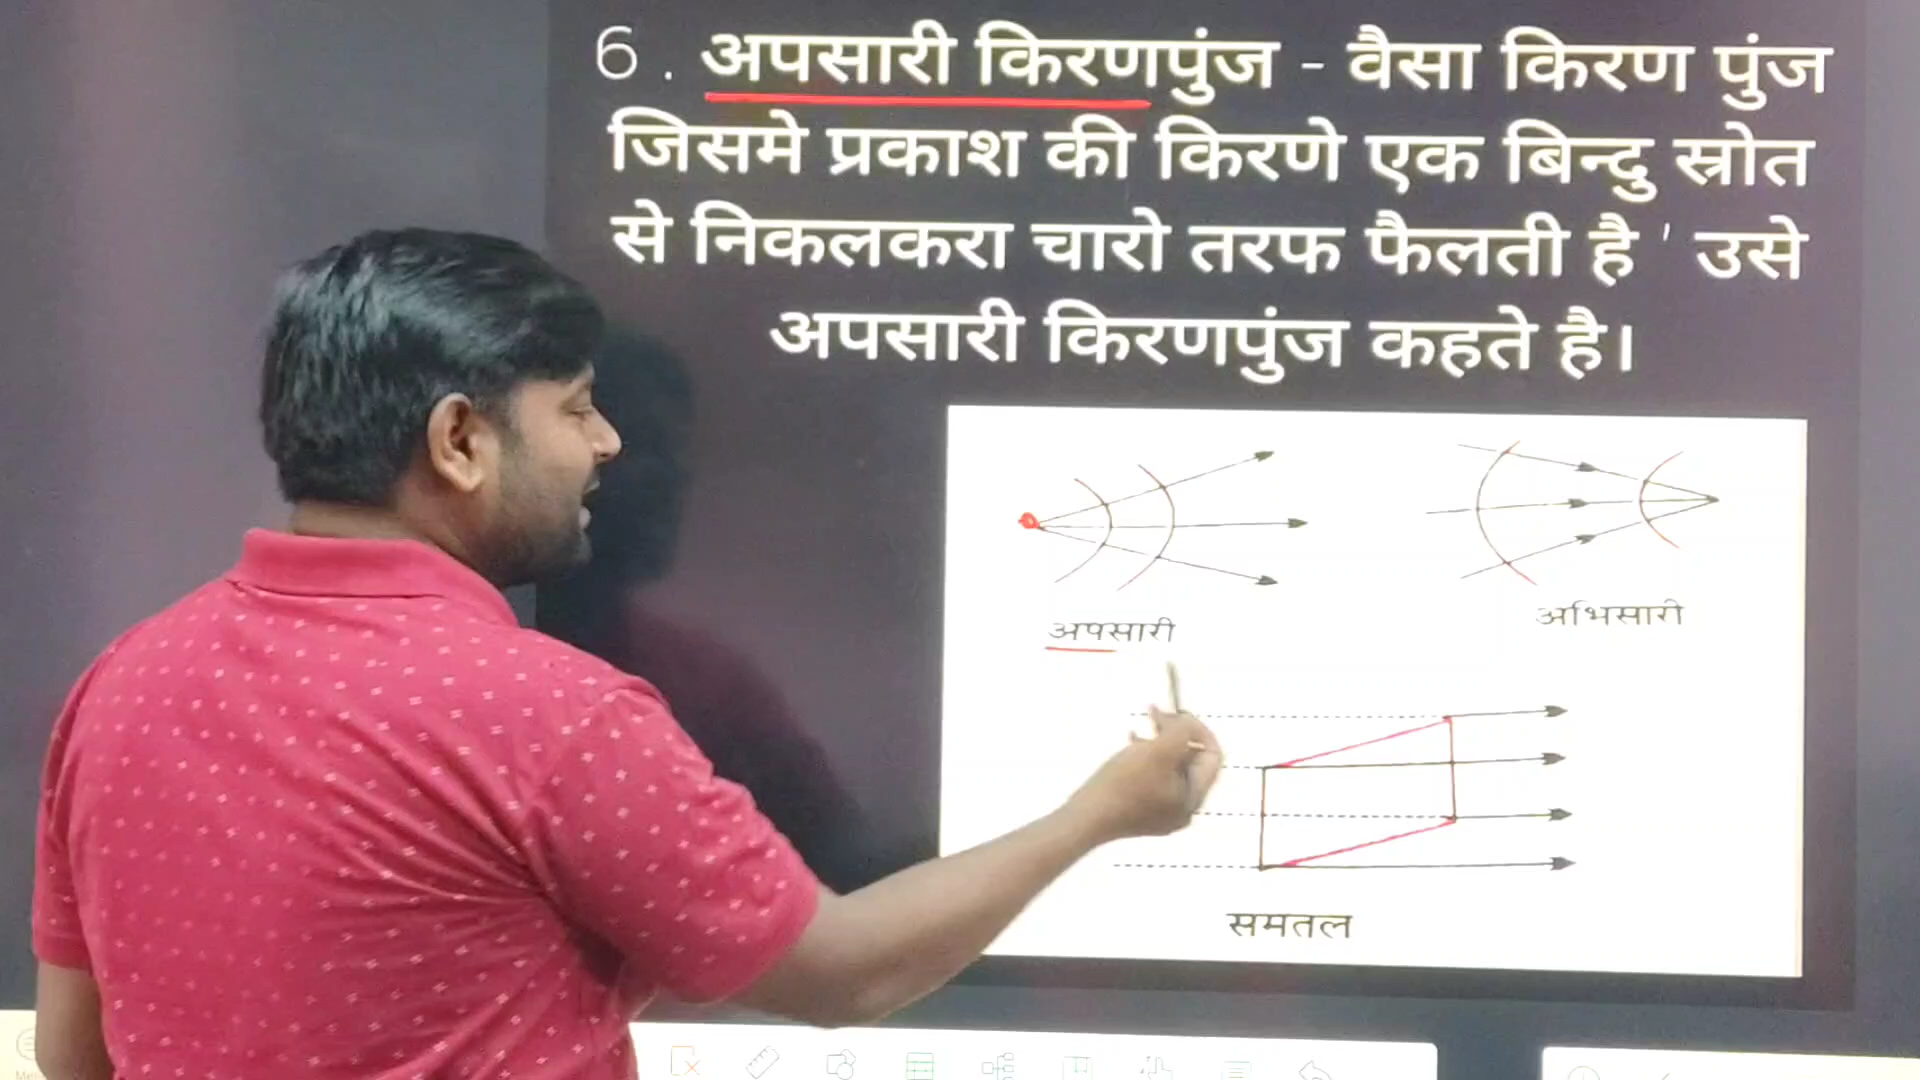 6 . अपसारी किरणपुंज - वैसा किरण पुंज
जिसमे प्रकाश की किरणे एक बिन्दु स्रोत
से निकलकरा चारो तरफ फैलती है ' उसे
अपसारी किरणपुंज कहते है।
अपसारी
अभिसारी
समतल